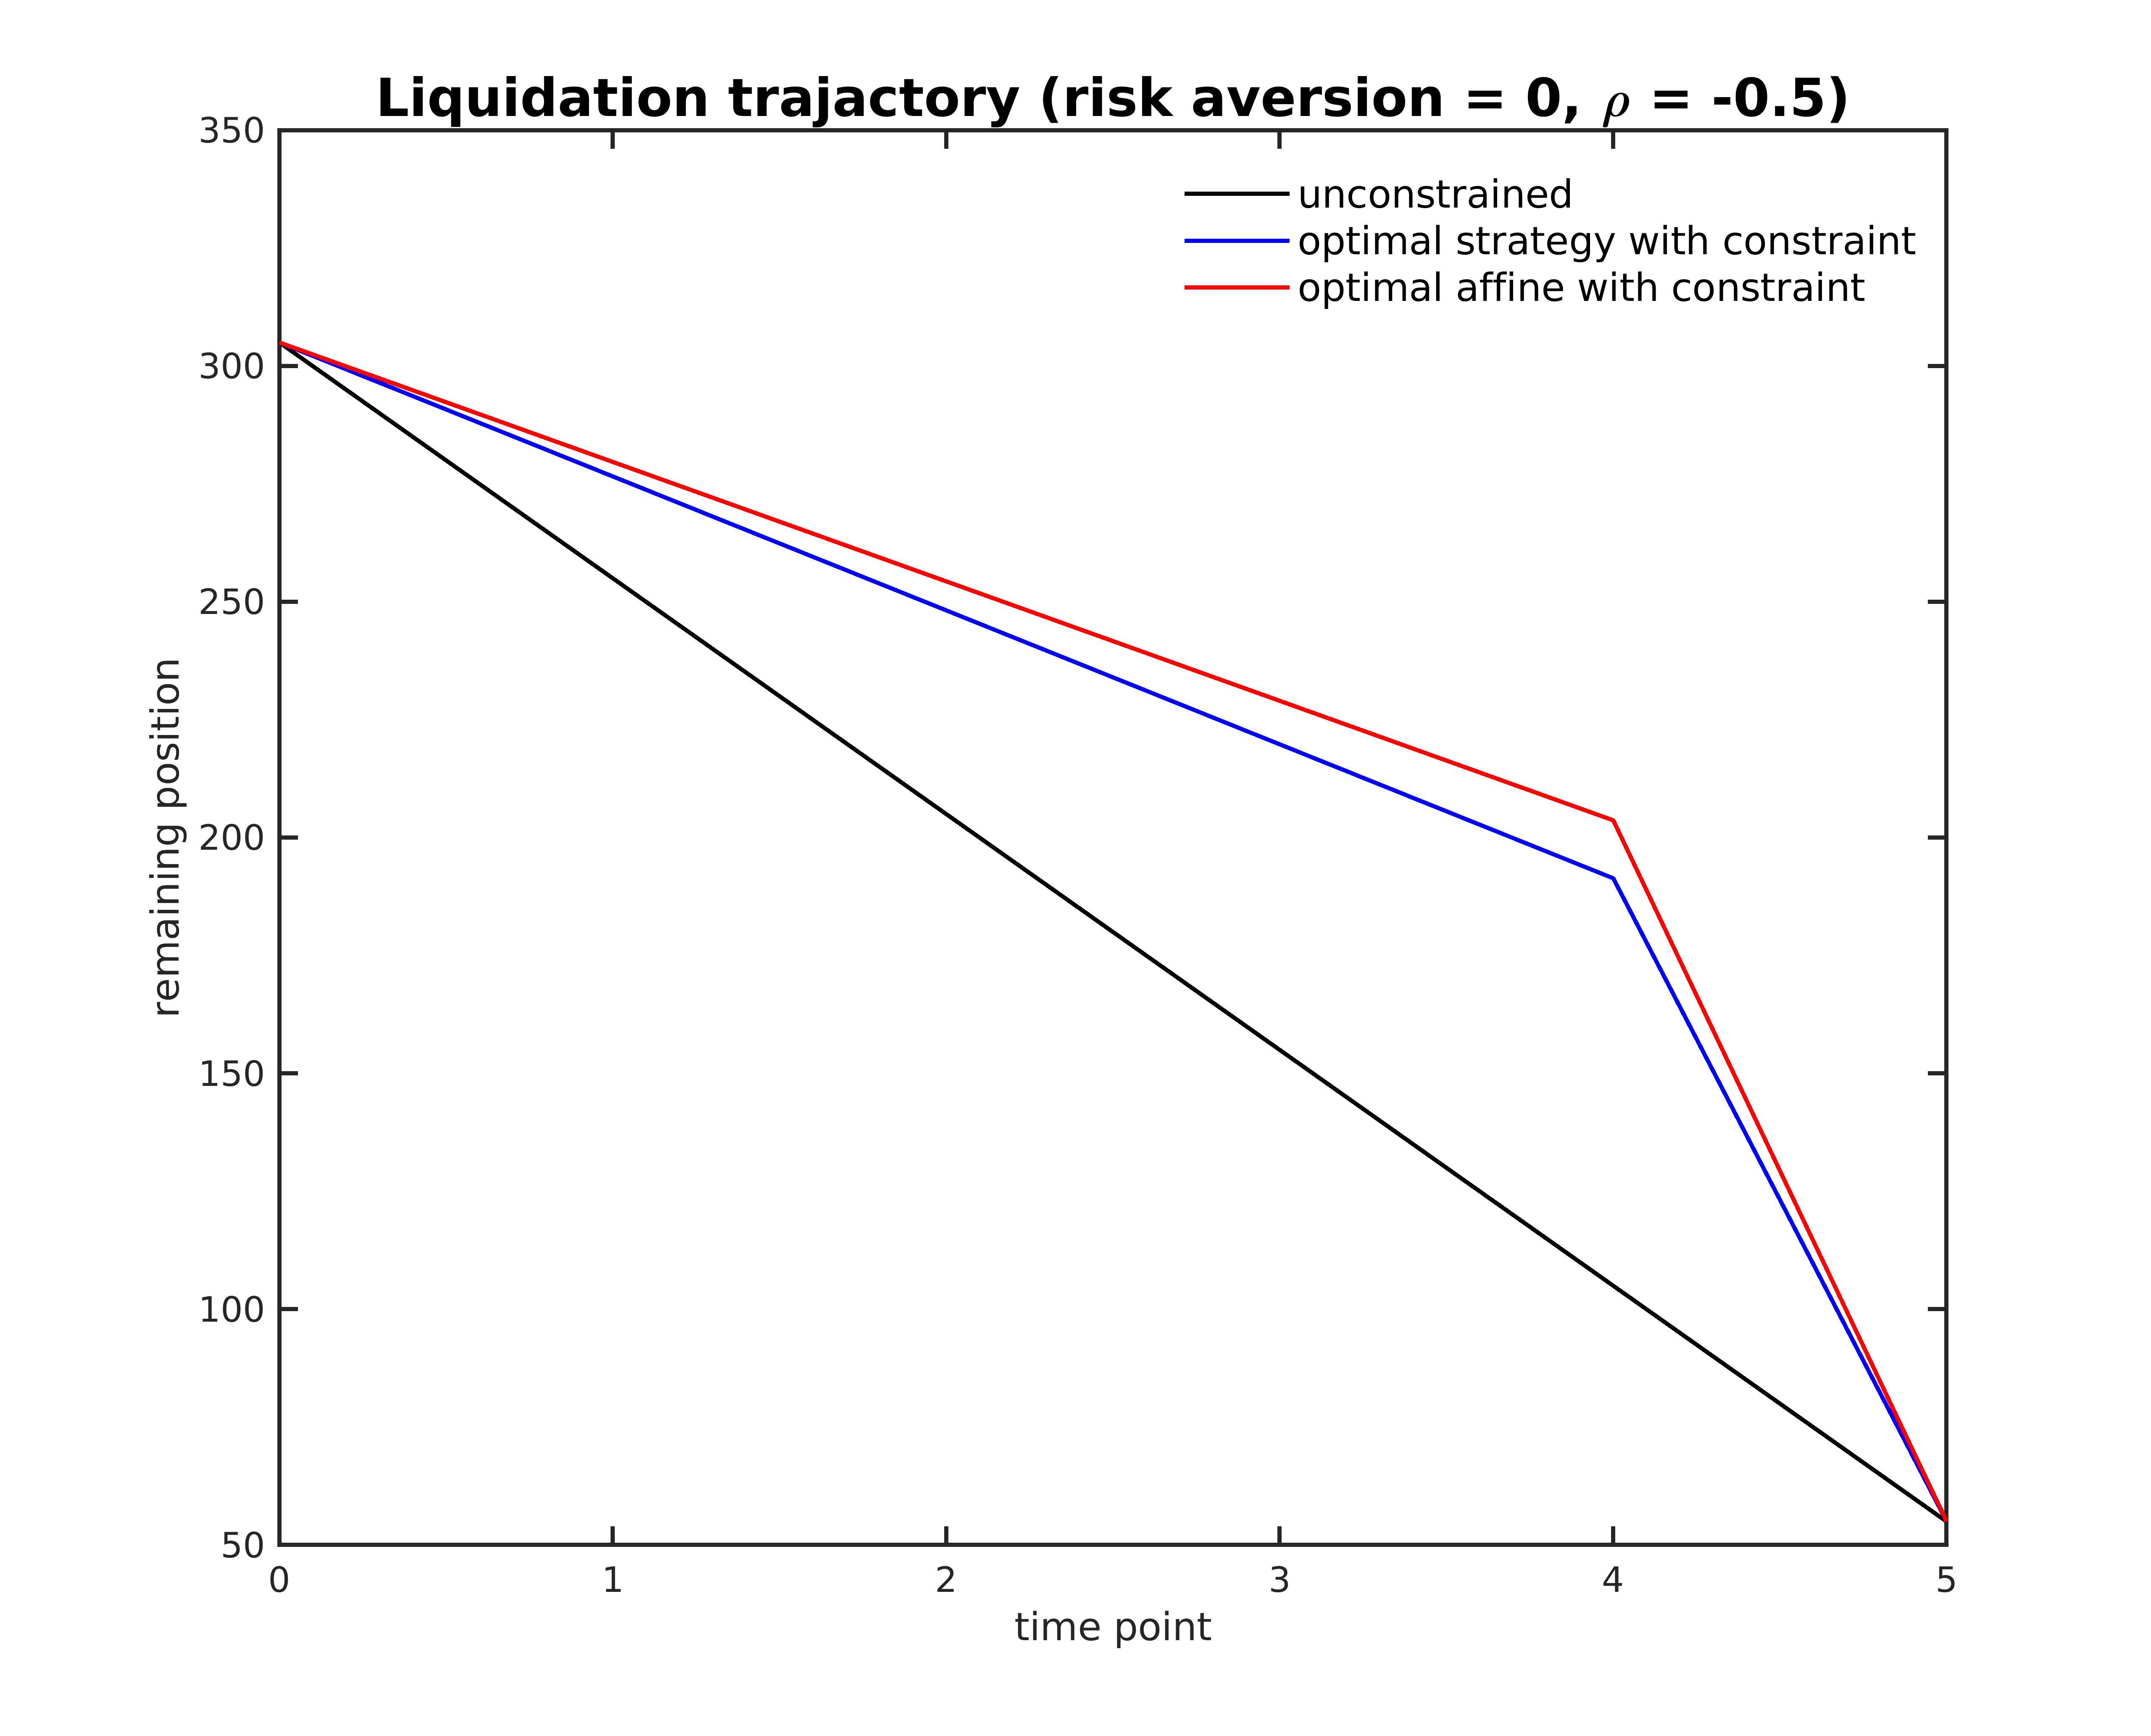 Liquidation trajactory (risk aversion = 0, ρ = -0.5)
350
300
250
200
150
100
50
remaining position
unconstrained
optimal strategy with constraint
optimal affine with constraint
0 1 2 3 4 5
time point